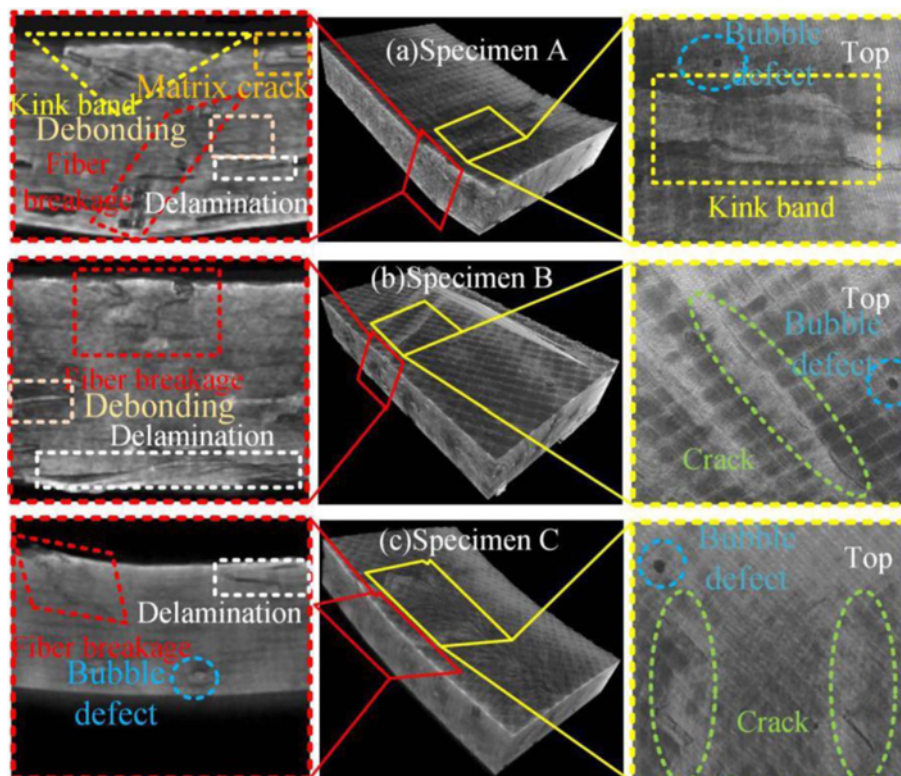 (a)Specimen A
Kink band
Matrix crack
Debonding
Fiber
breakage
Delamination
Bubble
defect
Top
Kink band
(b)Specimen B
Fiber breakage
Debonding
Delamination
Top
Bubble
defect
Crack
(c)Specimen C
Delamination
Fiber breakage
Bubble
defect
Bubble
defect
Top
Crack